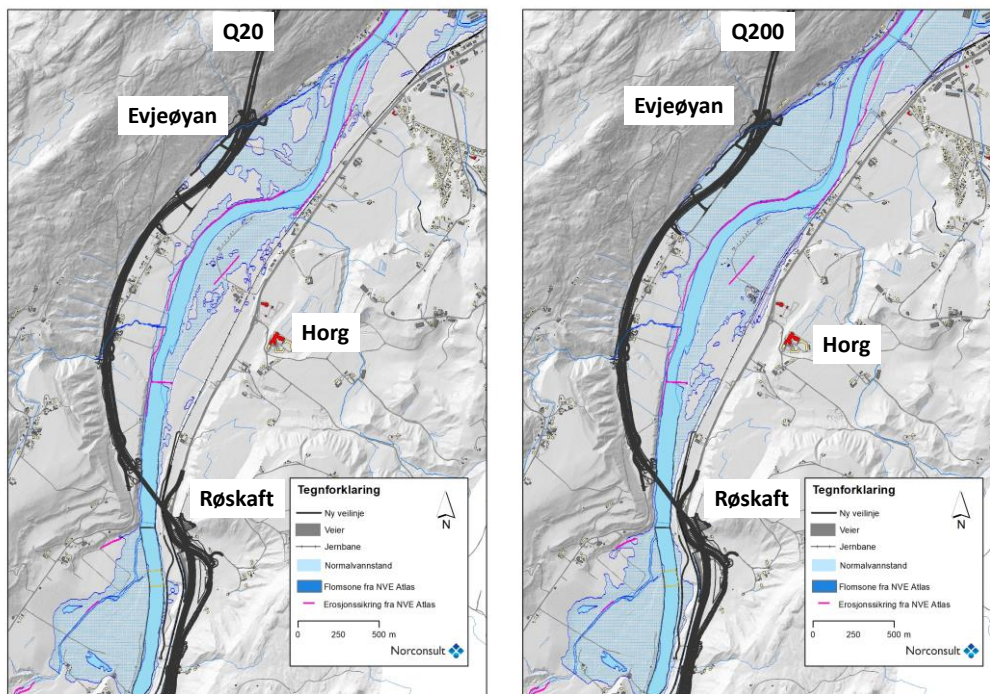 Q20
Evjeøyan
Horg
Røskaft
Tegnforklaring
N
Ny veilinje
Veier
Jernbane
Normalvannstand
Flomsone fra NVE Atlas
Erosjonssikring fra NVE Atlas
0 250 500 m
Norconsult
Q200
Evjeøyan
Horg
Røskaft
Tegnforklaring
N
Ny veilinje
Veier
Jernbane
Normalvannstand
Flomsone fra NVE Atlas
Erosjonssikring fra NVE Atlas
0 250 500 m
Norconsult